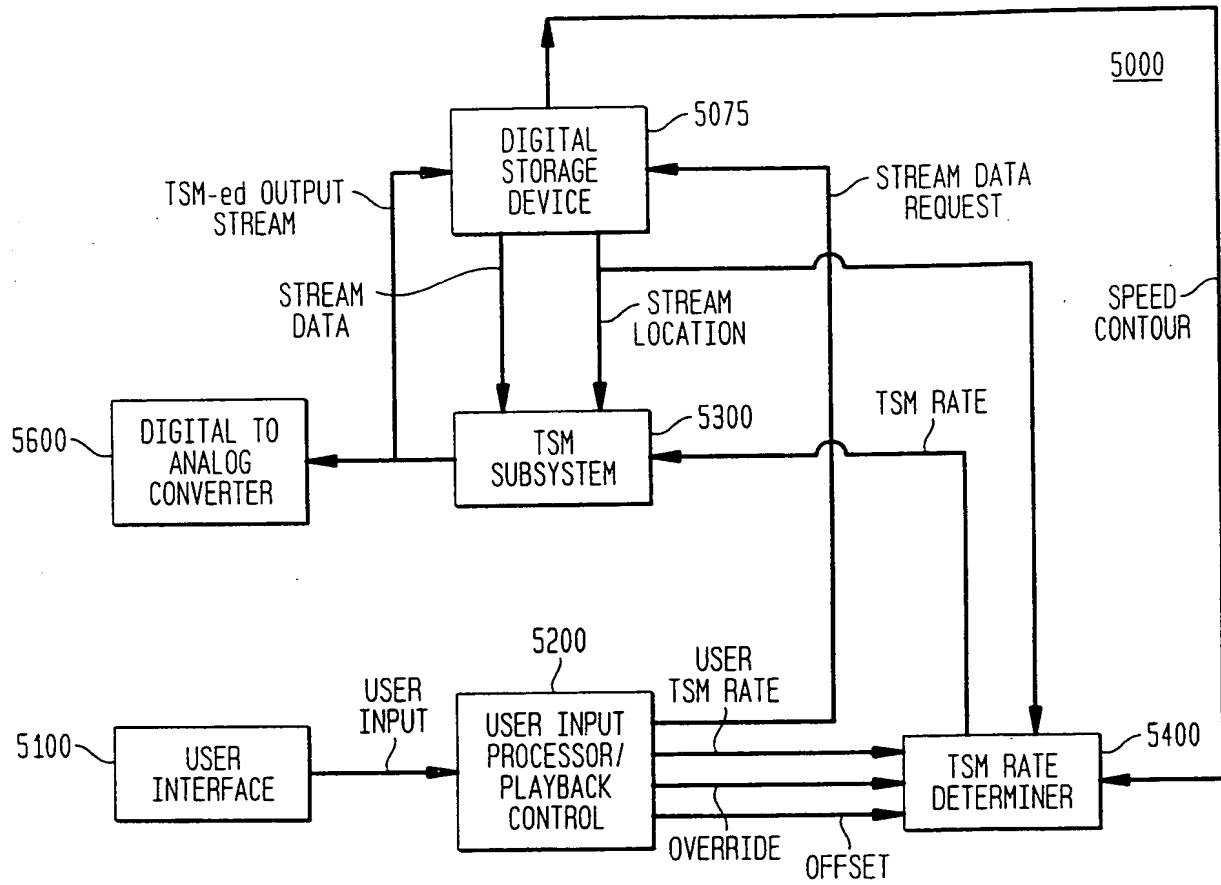 5000
DIGITAL
STORAGE
DEVICE
5075
TSM-ed OUTPUT
STREAM
STREAM DATA
REQUEST
STREAM
DATA
STREAM
LOCATION
SPEED
CONTOUR
5600
DIGITAL TO
ANALOG
CONVERTER
TSM
SUBSYSTEM
5300
TSM RATE
5200
USER
TSM RATE
USER
INPUT
5100
USER
INTERFACE
USER INPUT
PROCESSOR/
PLAYBACK
CONTROL
TSM RATE
DETERMINER
5400
OVERRIDE
OFFSET